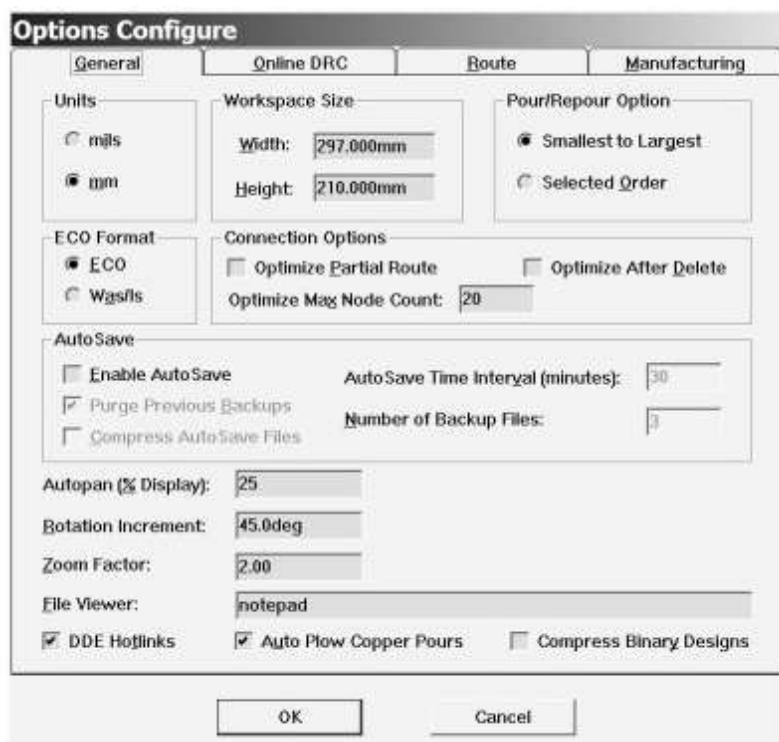 Options Configure
General Online DRC Route Manufacturing
Units Workspace Size Pour/Repour Option
mils Width: 297.000mm Smallest to Largest
mm Height: 210.000mm Selected Order
ECO Format Connection Options
ECO Optimize Partial Route Optimize After Delete
Was/Is Optimize Max Node Count: 20
AutoSave
Enable AutoSave AutoSave Time Interval (minutes): 30
Purge Previous Backups Number of Backup Files: 3
Compress AutoSave Files
Autopan (% Display): 25
Rotation Increment: 45.0deg
Zoom Factor: 2.00
File Viewer: notepad
DDE Hotlinks Auto Plow Copper Pours Compress Binary Designs
OK Cancel